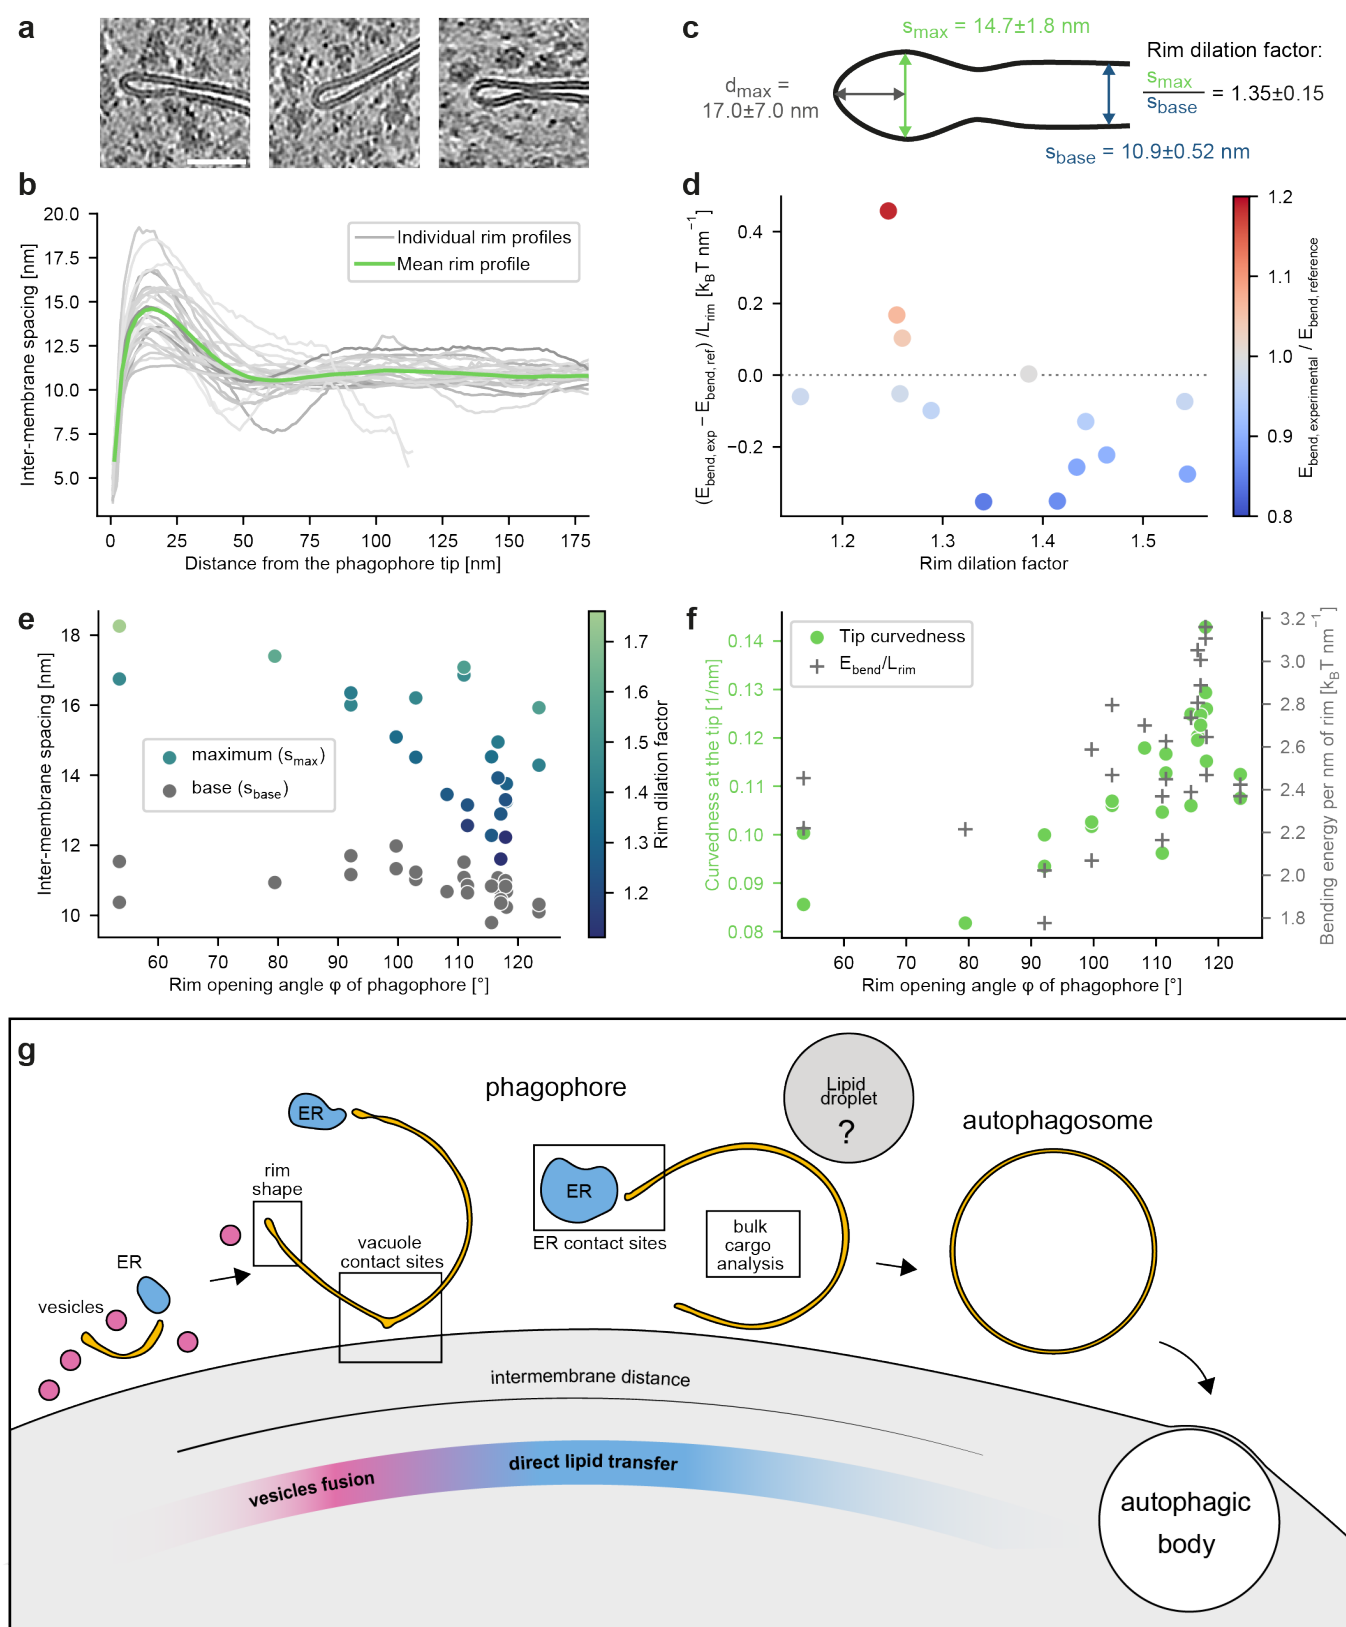 a
b
20.0
17.5
15.0
12.5
10.0
7.5
5.0
Inter-membrane spacing [nm]
Individual rim profiles
Mean rim profile
0 25 50 75 100 125 150 175
Distance from the phagophore tip [nm]
c
s_max = 14.7±1.8 nm
d_max =
17.0±7.0 nm
Rim dilation factor:
s_max / s_base = 1.35±0.15
s_base = 10.9±0.52 nm
d
(E_bend, exp − E_bend, ref) /L_rim [k_B T nm⁻¹]
0.4
0.2
0.0
−0.2
1.2 1.3 1.4 1.5
Rim dilation factor
1.2
1.1
1.0
0.9
0.8
E_bend, experimental / E_bend, reference
e
Inter-membrane spacing [nm]
18
16
14
12
10
maximum (s_max)
base (s_base)
60 70 80 90 100 110 120
Rim opening angle φ of phagophore [°]
1.7
1.6
1.5
1.4
1.3
1.2
Rim dilation factor
f
Curvedness at the tip [1/nm]
0.14
0.13
0.12
0.11
0.10
0.09
0.08
Tip curvedness
E_bend/L_rim
3.2
3.0
2.8
2.6
2.4
2.2
2.0
1.8
Bending energy per nm of rim [k_B T nm⁻¹]
60 70 80 90 100 110 120
Rim opening angle φ of phagophore [°]
g
phagophore
Lipid
droplet
?
autophagosome
ER
rim
shape
ER
ER contact sites
bulk
cargo
analysis
vacuole
contact sites
ER
vesicles
intermembrane distance
direct lipid transfer
vesicles fusion
autophagic
body